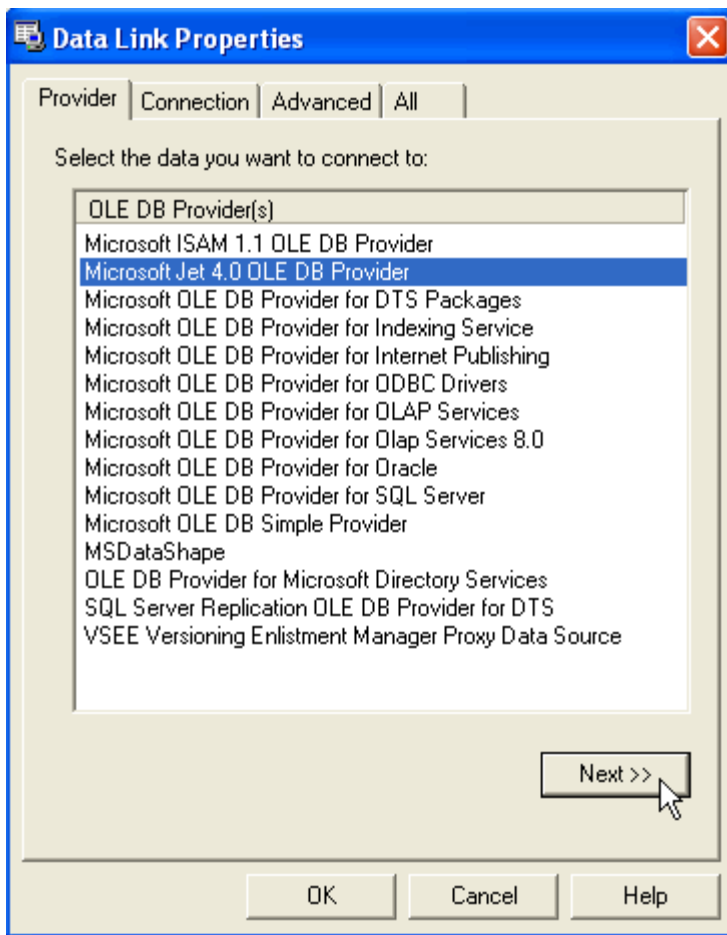 Data Link Properties
Provider Connection Advanced All
Select the data you want to connect to:
OLE DB Provider(s)
Microsoft ISAM 1.1 OLE DB Provider
Microsoft Jet 4.0 OLE DB Provider
Microsoft OLE DB Provider for DTS Packages
Microsoft OLE DB Provider for Indexing Service
Microsoft OLE DB Provider for Internet Publishing
Microsoft OLE DB Provider for ODBC Drivers
Microsoft OLE DB Provider for OLAP Services
Microsoft OLE DB Provider for Olap Services 8.0
Microsoft OLE DB Provider for Oracle
Microsoft OLE DB Provider for SQL Server
Microsoft OLE DB Simple Provider
MSDataShape
OLE DB Provider for Microsoft Directory Services
SQL Server Replication OLE DB Provider for DTS
VSEE Versioning Enlistment Manager Proxy Data Source
Next >>
OK Cancel Help